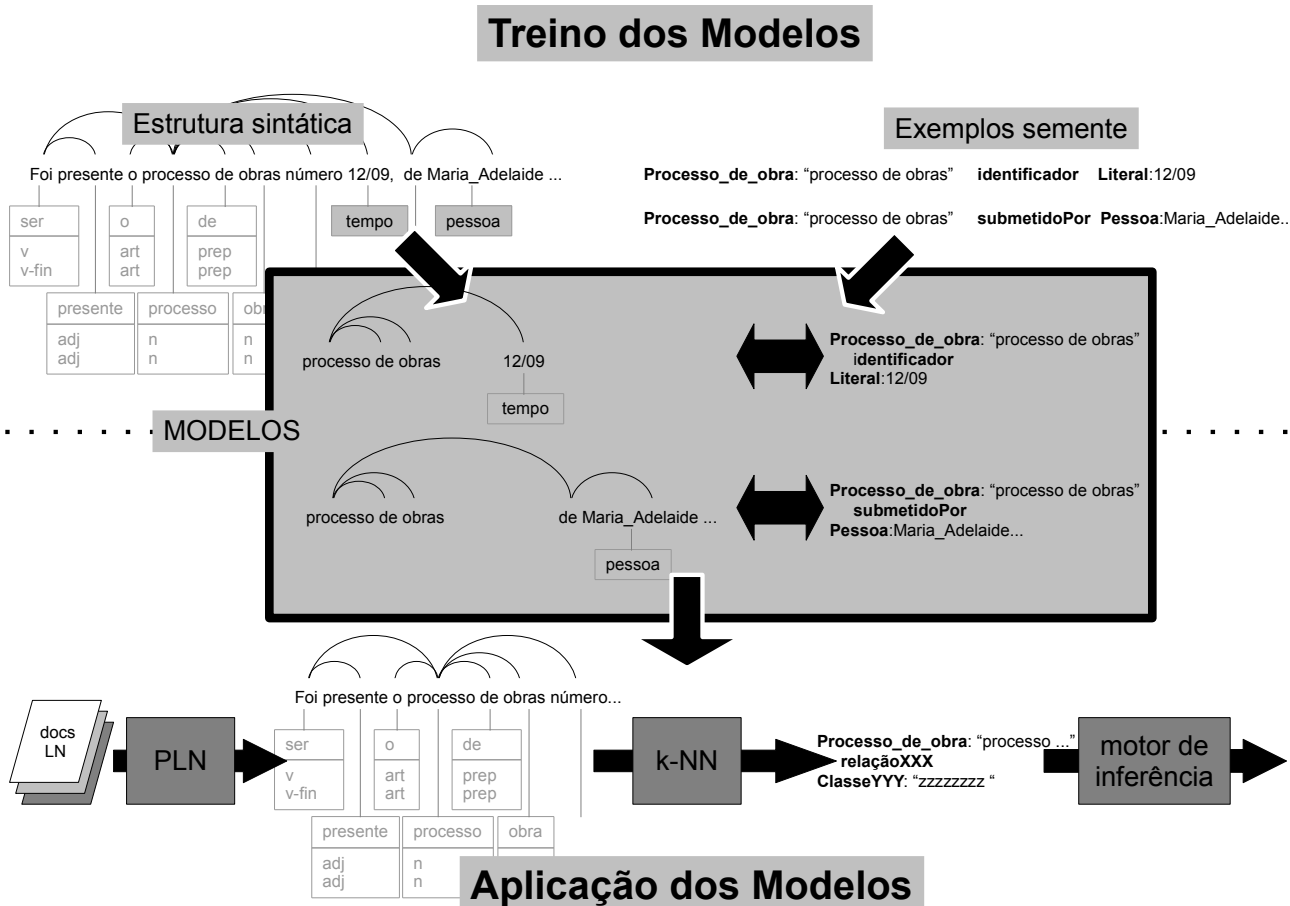 Treino dos Modelos
Estrutura sintática
Exemplos semente
Foi presente o processo de obras número 12/09, de Maria_Adelaide ...
Processo_de_obra: “processo de obras” identificador Literal:12/09
ser o de tempo pessoa
Processo_de_obra: “processo de obras” submetidoPor Pessoa:Maria_Adelaide..
v art prep
v-fin art prep
presente processo
adj n n
adj n n
processo de obras 12/09
tempo
Processo_de_obra: “processo de obras”
identificador
Literal:12/09
MODELOS
processo de obras de Maria_Adelaide ...
pessoa
Processo_de_obra: “processo de obras”
submetidoPor
Pessoa:Maria_Adelaide...
Foi presente o processo de obras número...
docs
LN
PLN
ser o de
v art prep
v-fin art prep
presente processo obra
adj n
adj n
k-NN
Processo_de_obra: “processo ...”
relaçãoXXX
ClasseYYY: “zzzzzzzz “
motor de
inferência
Aplicação dos Modelos